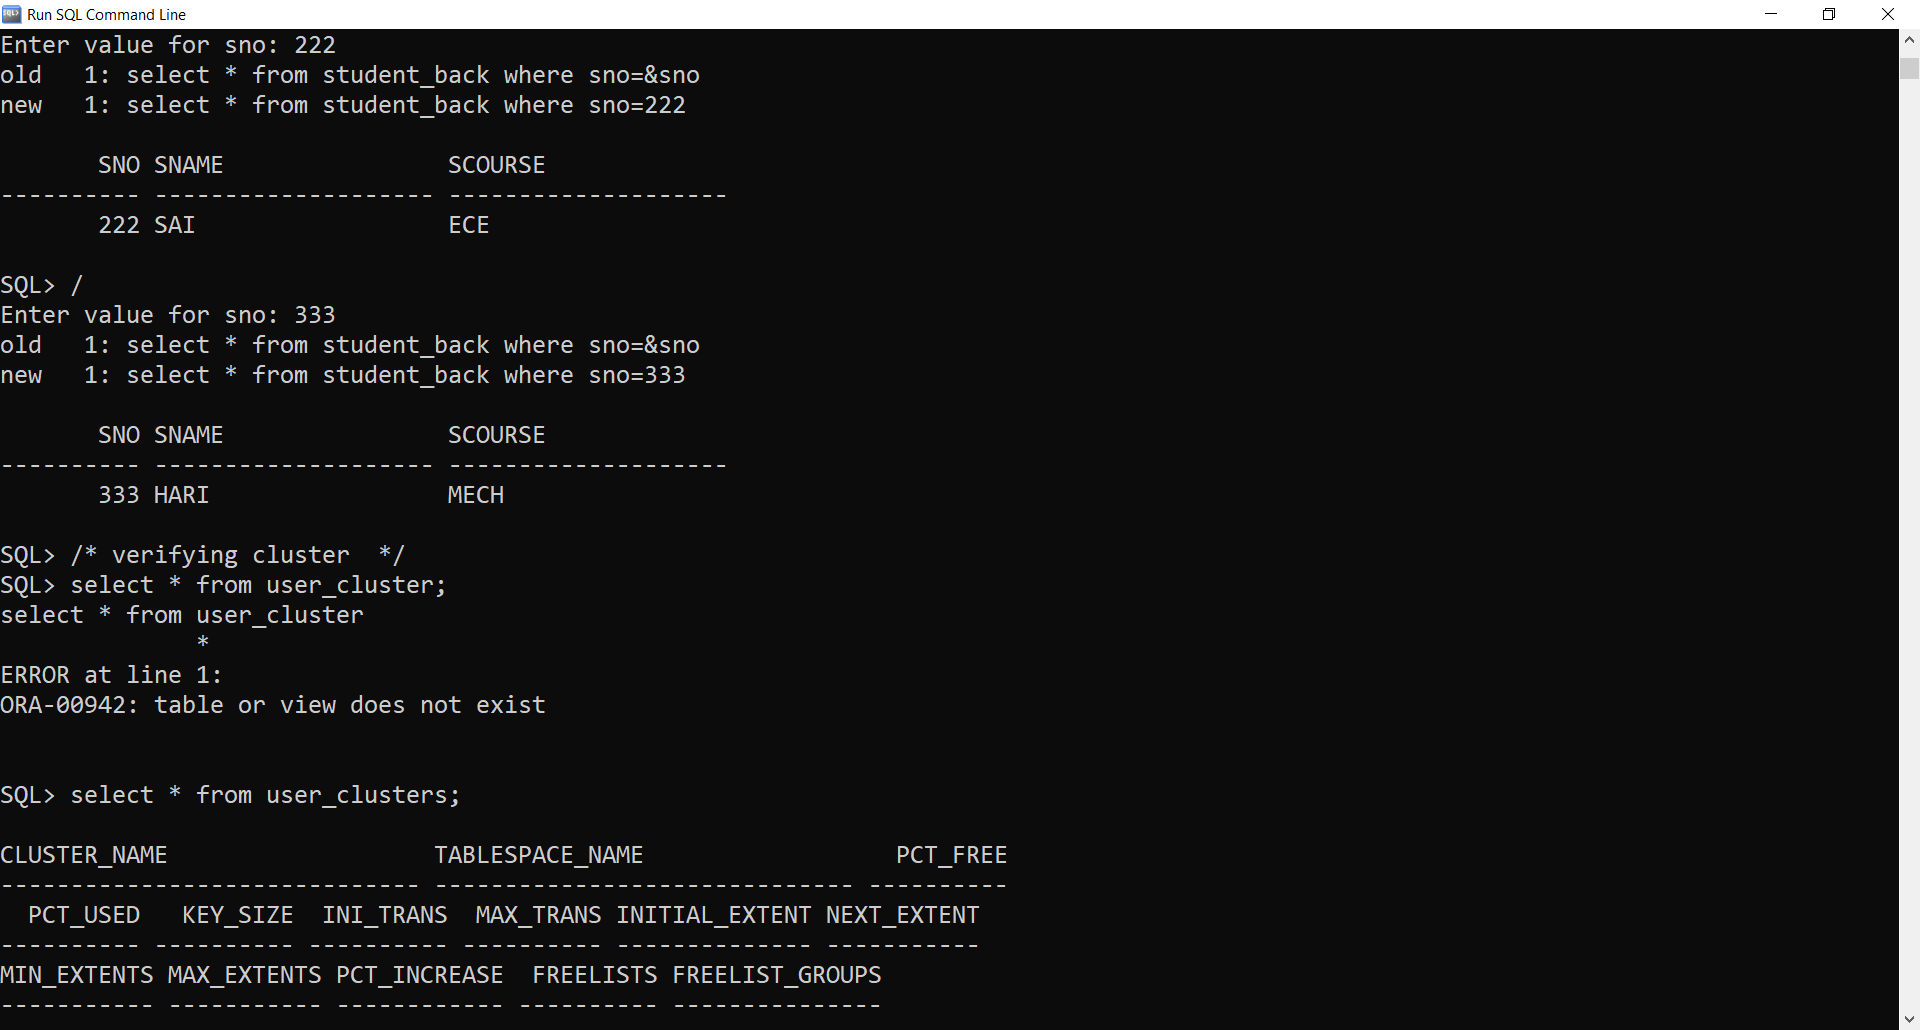 Run SQL Command Line
Enter value for sno: 222
old   1: select * from student_back where sno=&sno
new   1: select * from student_back where sno=222

       SNO SNAME                SCOURSE
---------- -------------------- --------------------
       222 SAI                  ECE

SQL> /
Enter value for sno: 333
old   1: select * from student_back where sno=&sno
new   1: select * from student_back where sno=333

       SNO SNAME                SCOURSE
---------- -------------------- --------------------
       333 HARI                 MECH

SQL> /* verifying cluster  */
SQL> select * from user_cluster;
select * from user_cluster
              *
ERROR at line 1:
ORA-00942: table or view does not exist


SQL> select * from user_clusters;

CLUSTER_NAME                   TABLESPACE_NAME                  PCT_FREE
------------------------------ ------------------------------ ----------
  PCT_USED   KEY_SIZE  INI_TRANS  MAX_TRANS INITIAL_EXTENT NEXT_EXTENT
---------- ---------- ---------- ---------- -------------- -----------
MIN_EXTENTS MAX_EXTENTS PCT_INCREASE  FREELISTS FREELIST_GROUPS
----------- ----------- ------------ ---------- ---------------